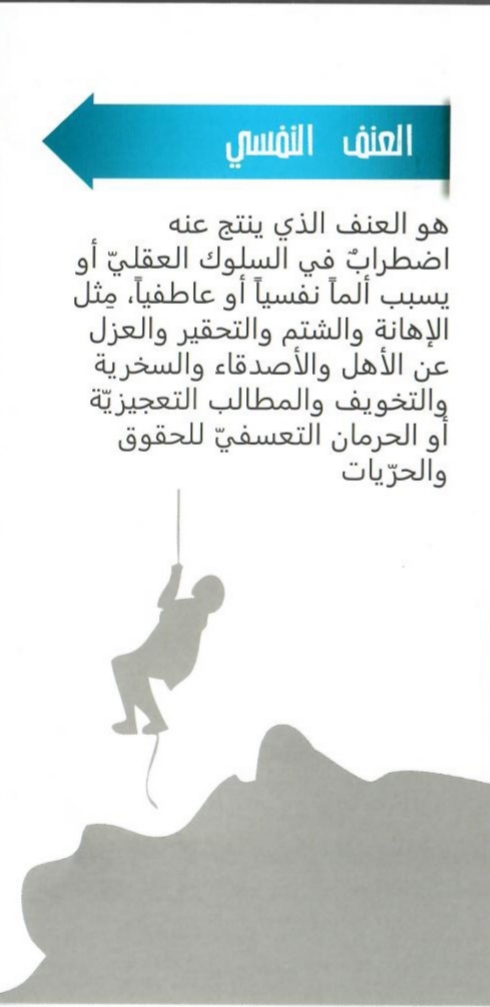 العنف النفسي
هو العنف الذي ينتج عنه
اضطرابٌ في السلوك العقليّ أو
يسبب ألماً نفسياً أو عاطفياً، مِثل
الإهانة والشتم والتحقير والعزل
عن الأهل والأصدقاء والسخرية
والتخويف والمطالب التعجيزيّة
أو الحرمان التعسفيّ للحقوق
والحرّيات